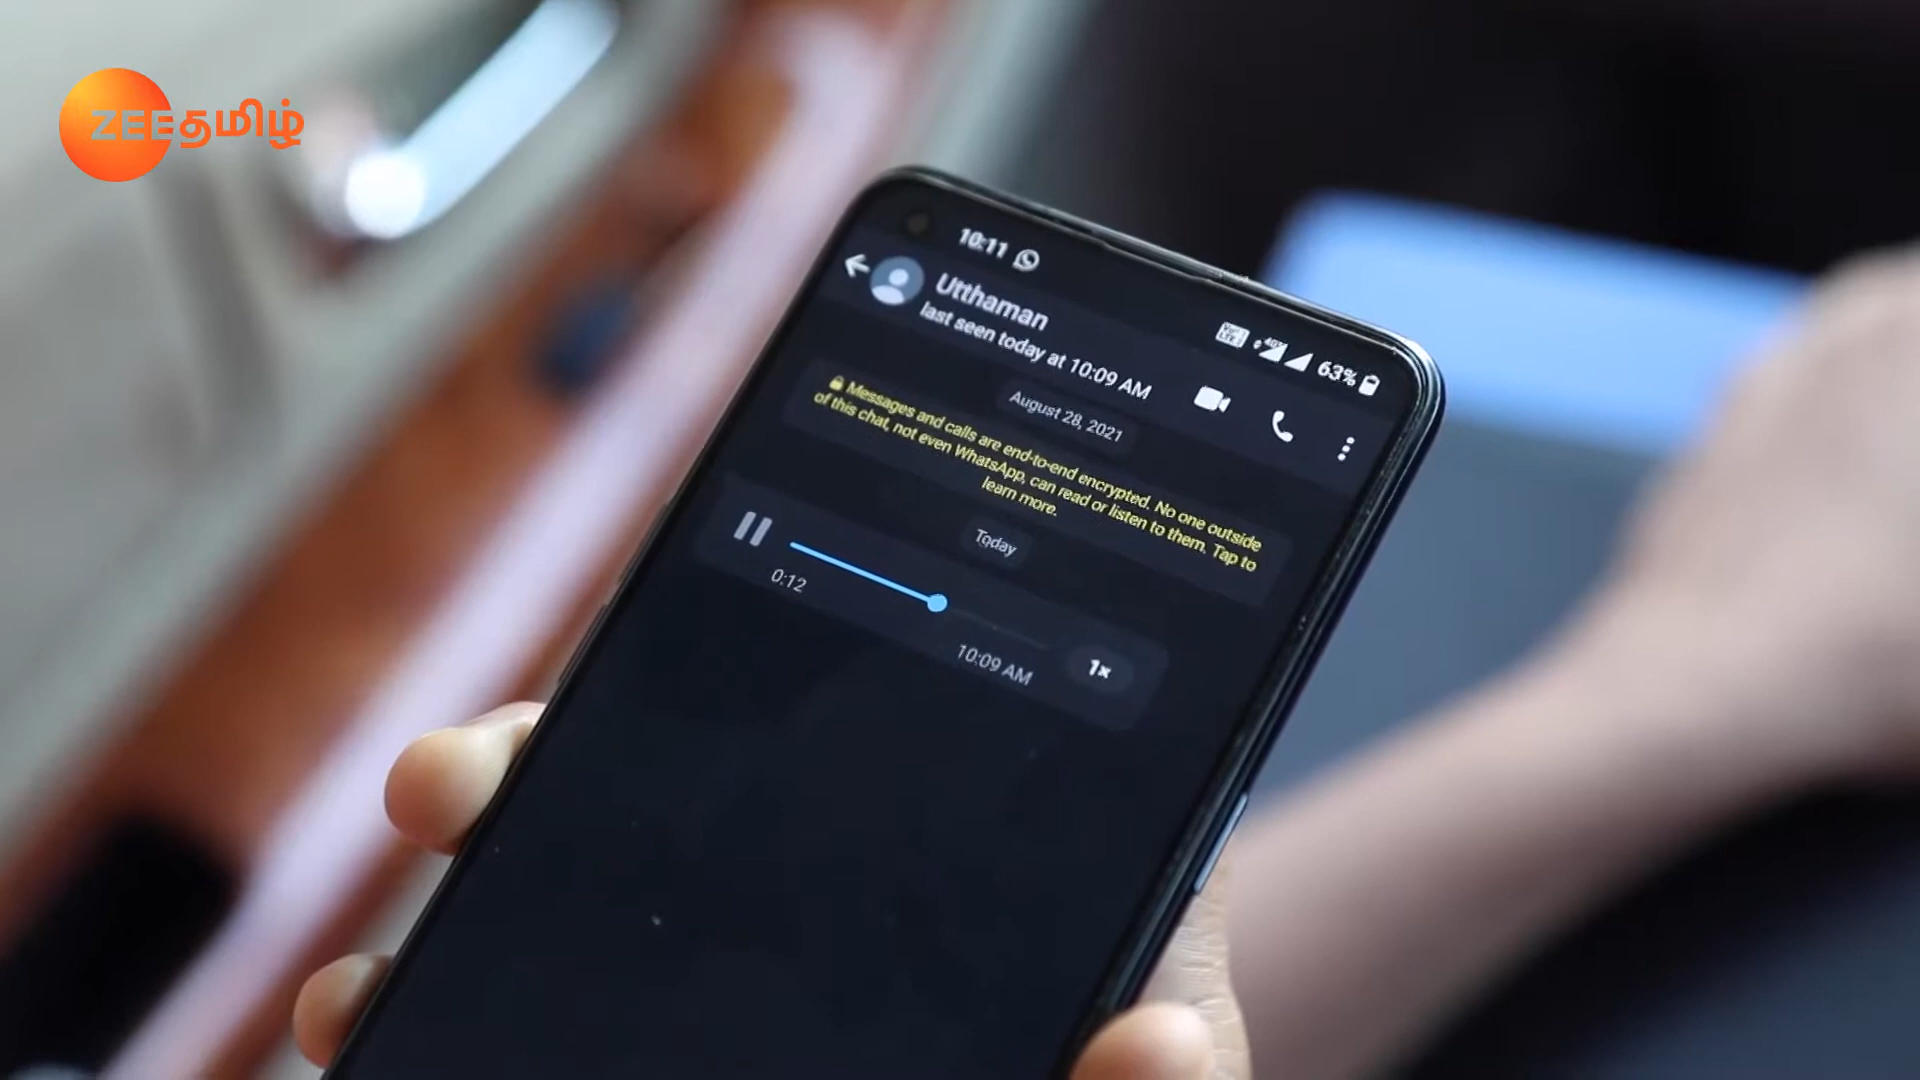 ZEEதமிழ்
10:11
63%
Utthaman
last seen today at 10:09 AM
August 28, 2021
Messages and calls are end-to-end encrypted. No one outside
of this chat, not even WhatsApp, can read or listen to them. Tap to
learn more.
Today
0:12
10:09 AM
1x